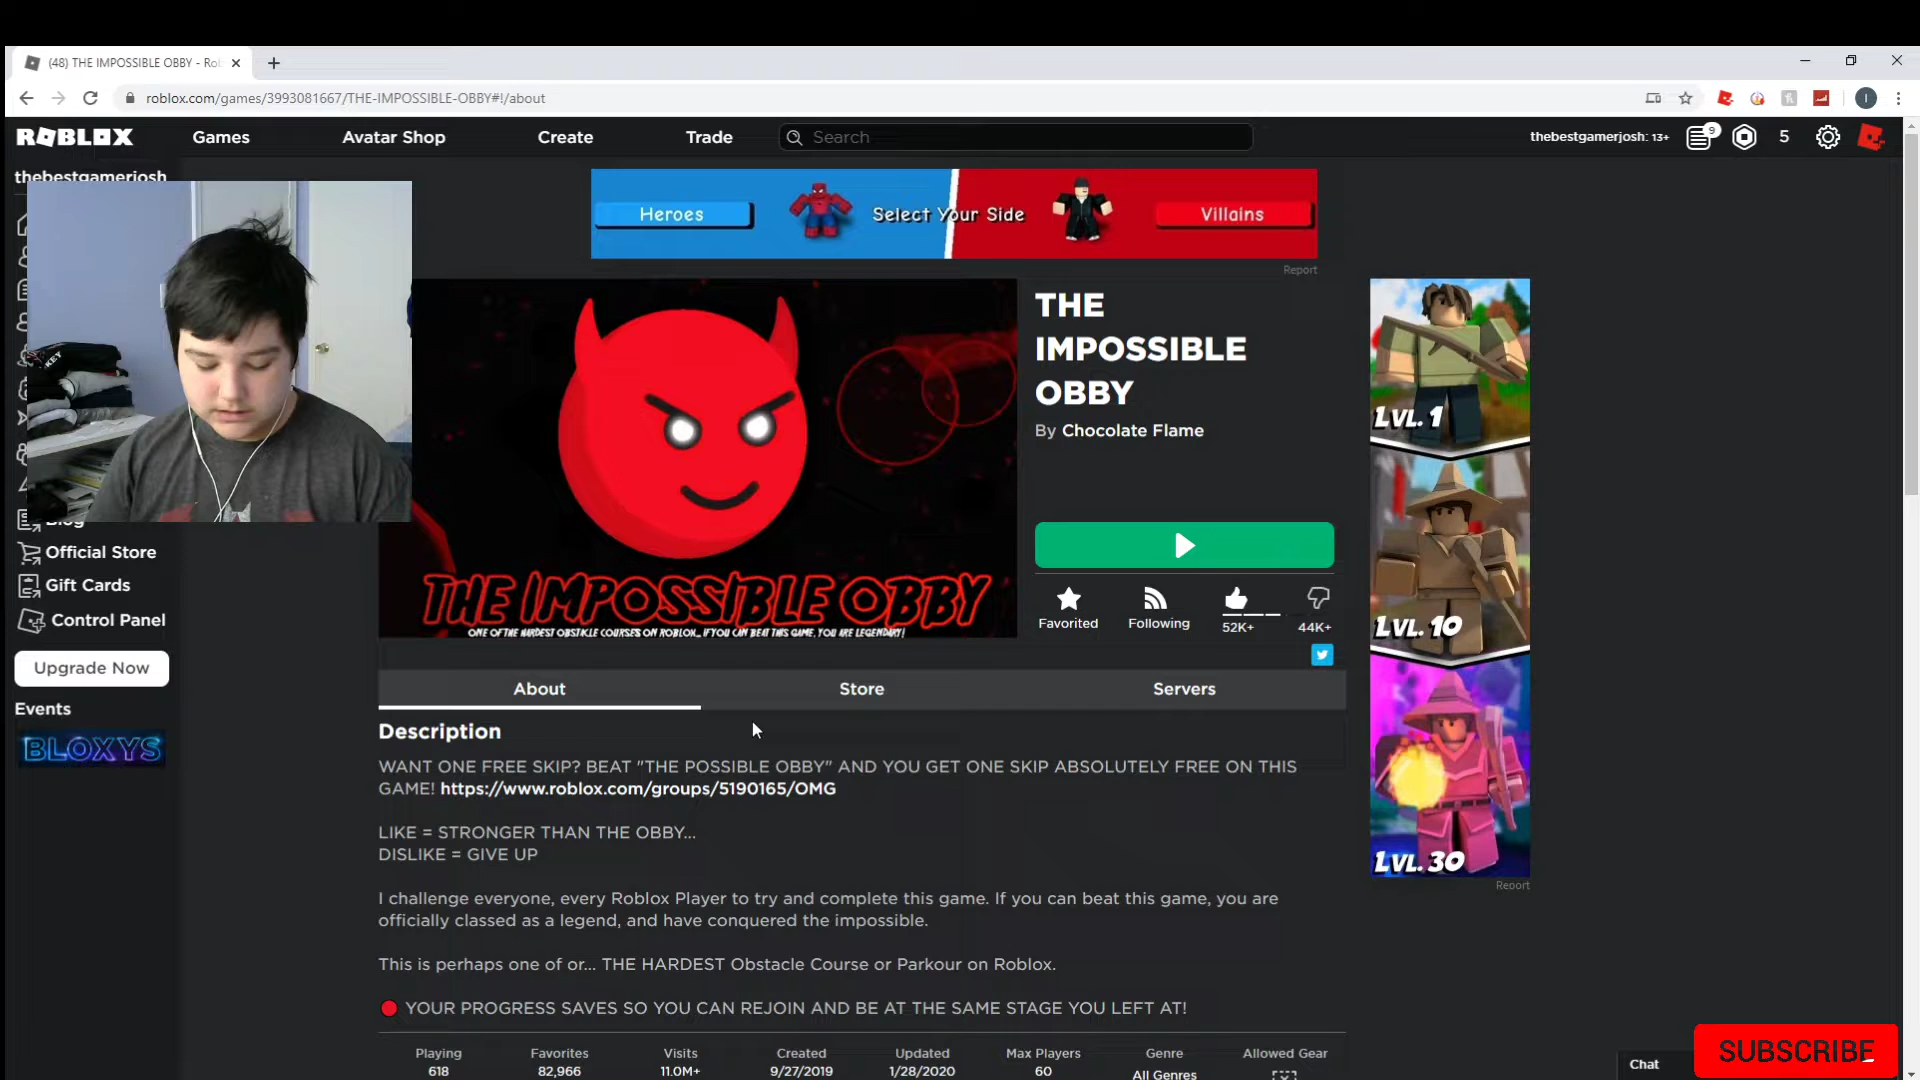 (48) THE IMPOSSIBLE OBBY - Ro
roblox.com/games/3993081667/THE-IMPOSSIBLE-OBBY#!/about
ROBLOX
Games
Avatar Shop
Create
Trade
Search
thebestgamerjosh: 13+
9
5
thebestgamerjosh
Heroes
Select Your Side
Villains
Report
KEY
THE IMPOSSIBLE OBBY
ONE OF THE HARDEST OBSTACLE COURSES ON ROBLOX... IF YOU CAN BEAT THIS GAME, YOU ARE LEGENDARY!
THE
IMPOSSIBLE
OBBY
By Chocolate Flame
Favorited
Following
52K+
44K+
LVL. 1
LVL. 10
LVL. 30
Report
Blog
Official Store
Gift Cards
Control Panel
Upgrade Now
Events
BLOXYS
About
Store
Servers
Description
WANT ONE FREE SKIP? BEAT "THE POSSIBLE OBBY" AND YOU GET ONE SKIP ABSOLUTELY FREE ON THIS
GAME! https://www.roblox.com/groups/5190165/OMG
LIKE = STRONGER THAN THE OBBY...
DISLIKE = GIVE UP
I challenge everyone, every Roblox Player to try and complete this game. If you can beat this game, you are
officially classed as a legend, and have conquered the impossible.
This is perhaps one of or... THE HARDEST Obstacle Course or Parkour on Roblox.
YOUR PROGRESS SAVES SO YOU CAN REJOIN AND BE AT THE SAME STAGE YOU LEFT AT!
Playing
Favorites
Visits
Created
Updated
Max Players
Genre
Allowed Gear
618
82,966
11.0M+
9/27/2019
1/28/2020
60
All Genres
Chat
SUBSCRIBE